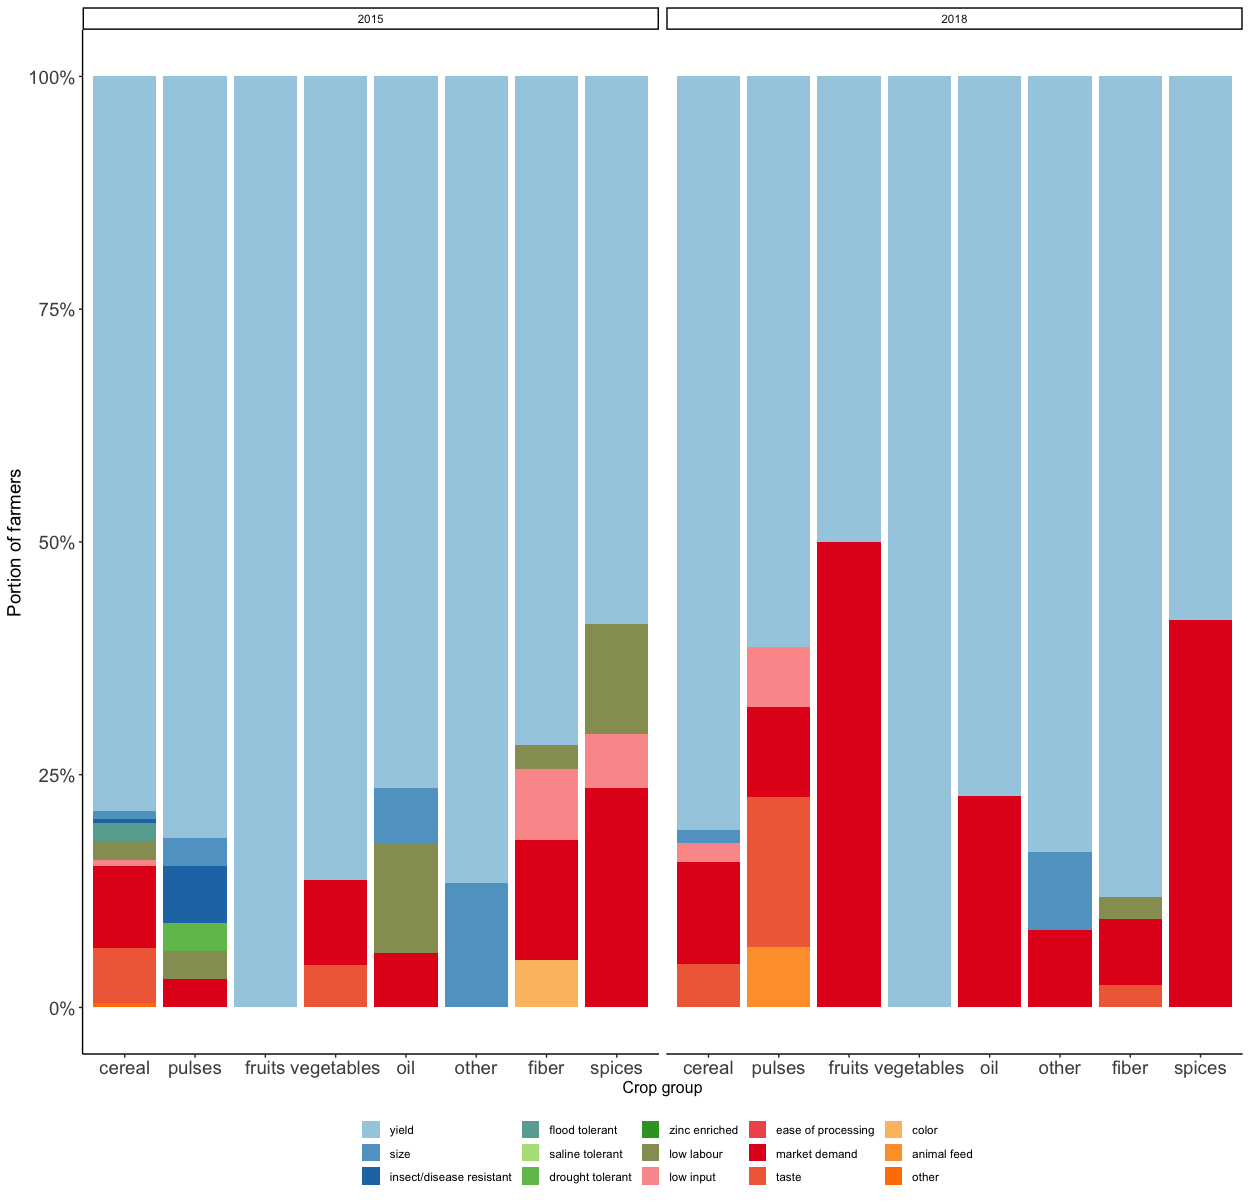 2015 2018
100%
75%
50%
25%
0%
Portion of farmers
cereal pulses fruits vegetables oil other fiber spices cereal pulses fruits vegetables oil other fiber spices
Crop group
yield flood tolerant zinc enriched ease of processing color
size saline tolerant low labour market demand animal feed
insect/disease resistant drought tolerant low input taste other